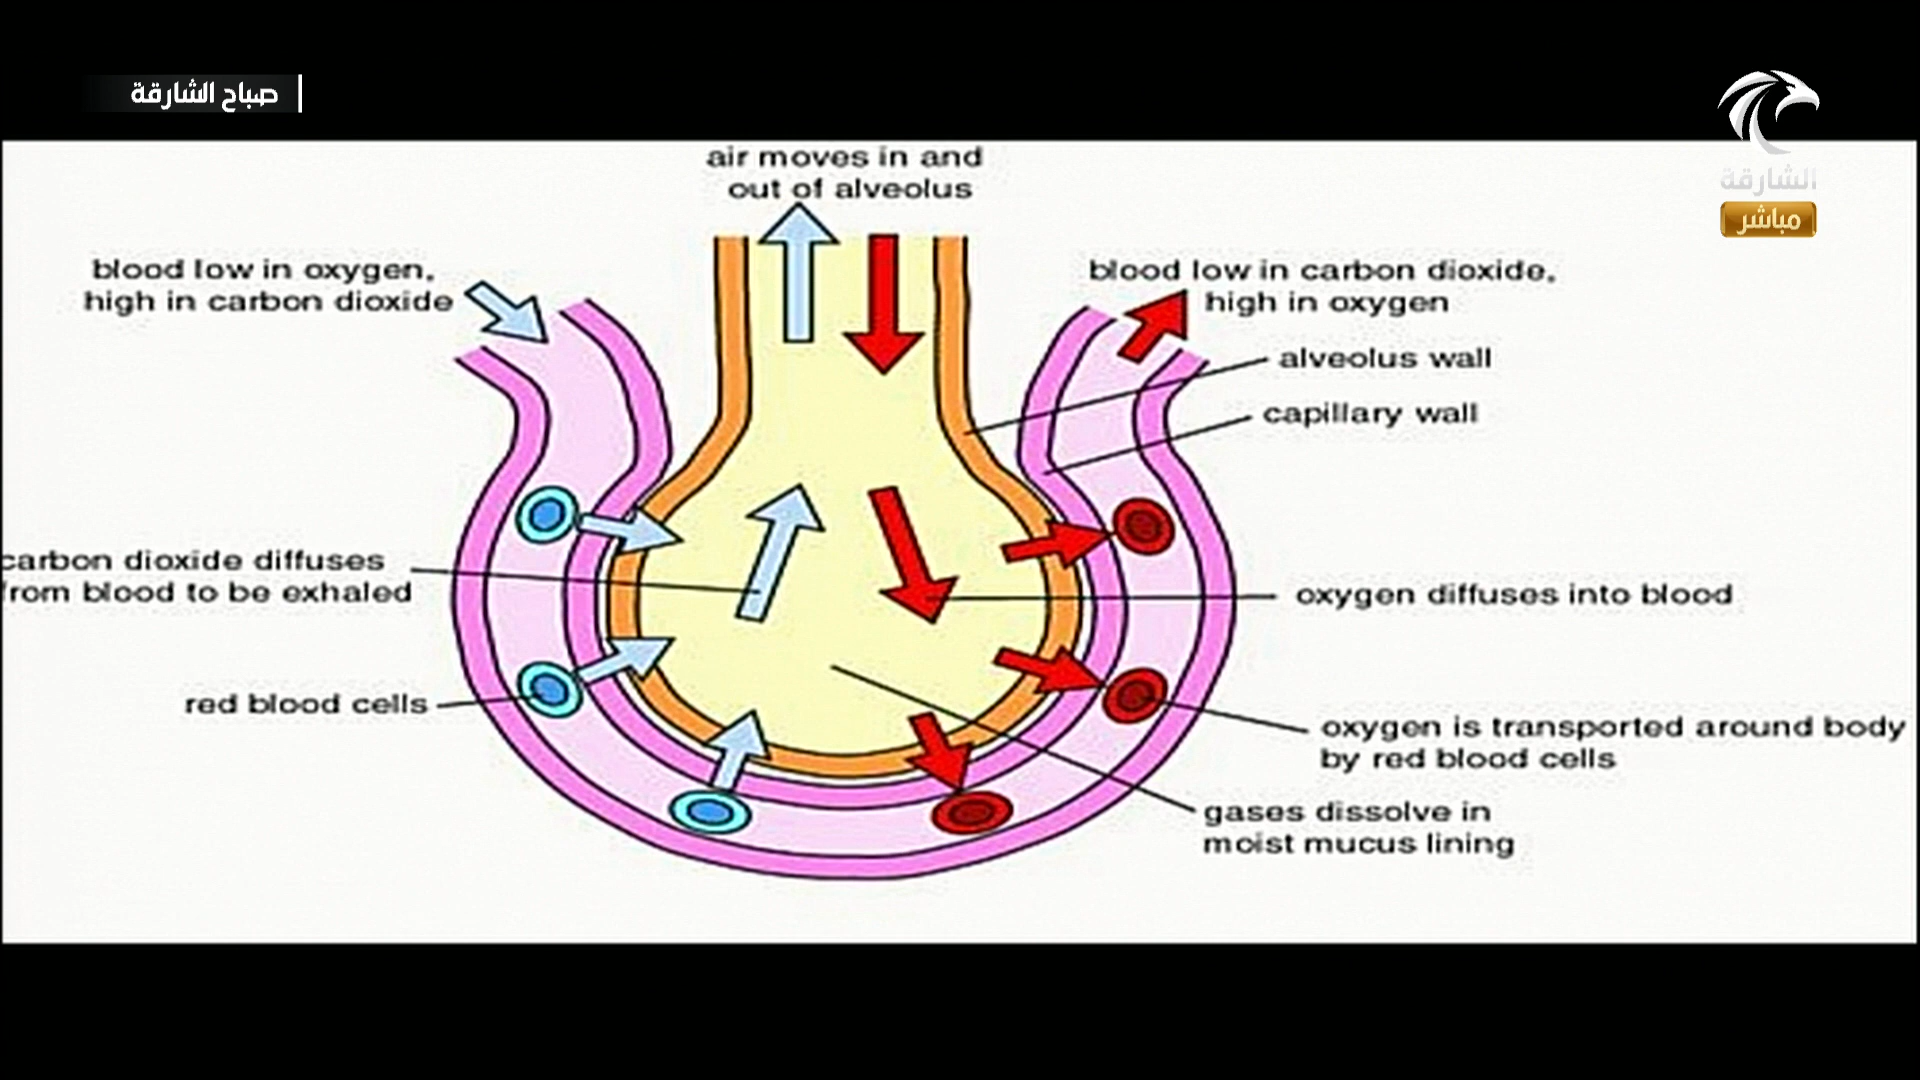 صباح الشارقة
الشارقة
مباشر
air moves in and
out of alveolus
blood low in oxygen,
high in carbon dioxide
blood low in carbon dioxide,
high in oxygen
alveolus wall
capillary wall
carbon dioxide diffuses
from blood to be exhaled
oxygen diffuses into blood
red blood cells
oxygen is transported around body
by red blood cells
gases dissolve in
moist mucus lining